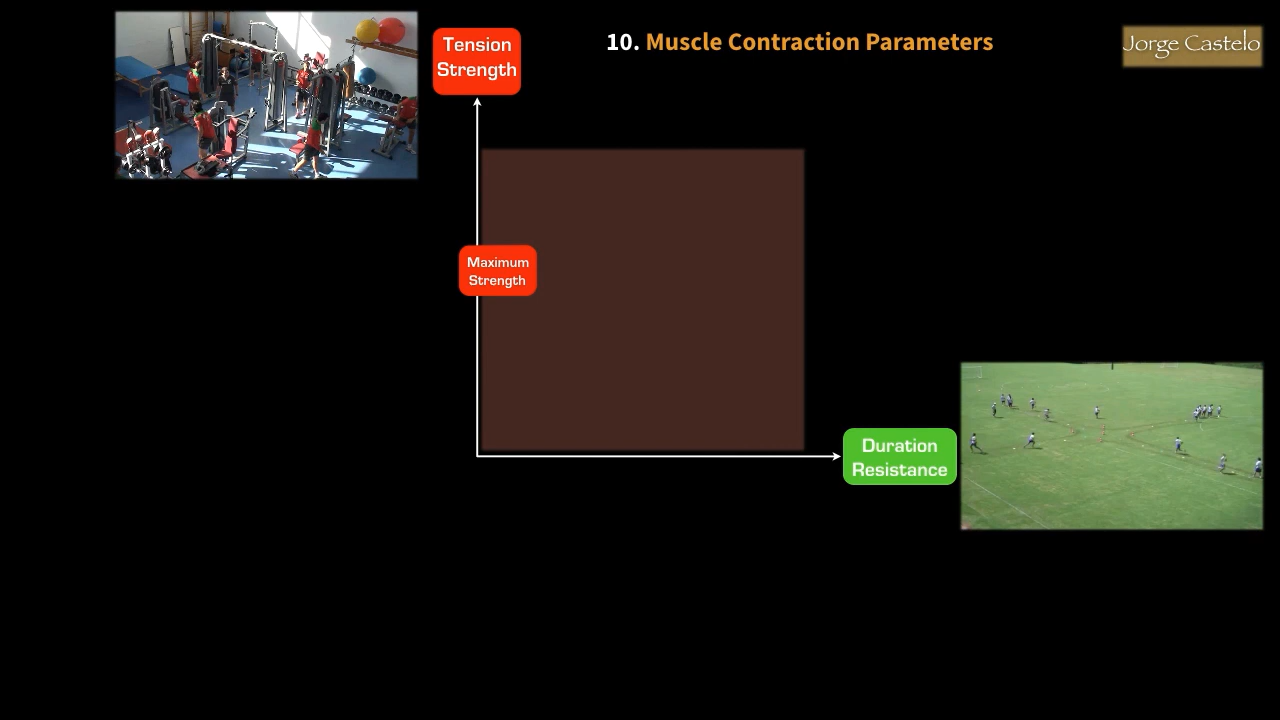 Tension
Strength
10. Muscle Contraction Parameters
Jorge Castelo
Maximum
Strength
Duration
Resistance